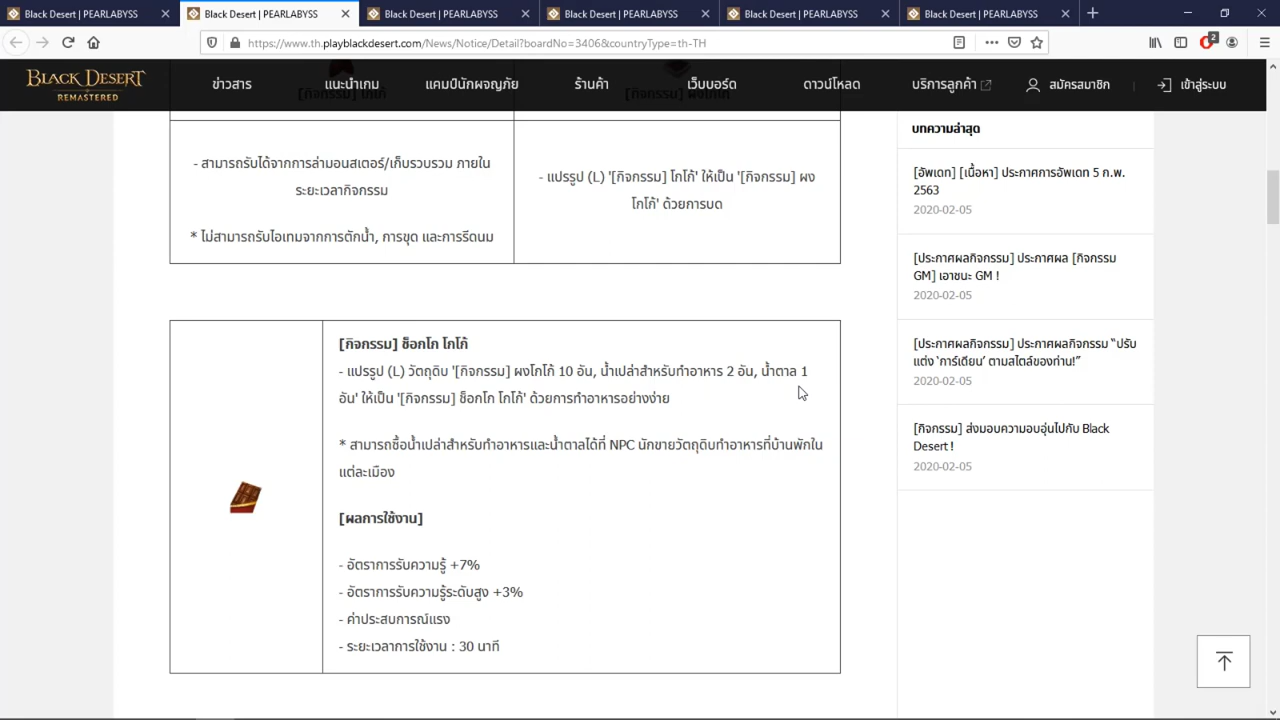 Black Desert | PEARLABYSS
Black Desert | PEARLABYSS
Black Desert | PEARLABYSS
Black Desert | PEARLABYSS
Black Desert | PEARLABYSS
Black Desert | PEARLABYSS
https://www.th.playblackdesert.com/News/Notice/Detail?boardNo=3406&countryType=th-TH
2
BLACK DESERT
REMASTERED
ข่าวสาร
แนะนำเกม
แคมป์นักผจญภัย
ร้านค้า
เว็บบอร์ด
ดาวน์โหลด
บริการลูกค้า
สมัครสมาชิก
เข้าสู่ระบบ
[กิจกรรม] โกโก้
[กิจกรรม] ผงโกโก้
- สามารถรับได้จากการล่ามอนสเตอร์/เก็บรวบรวม ภายใน
ระยะเวลากิจกรรม
* ไม่สามารถรับไอเทมจากการตักน้ำ, การขุด และการรีดนม
- แปรรูป (L) '[กิจกรรม] โกโก้' ให้เป็น '[กิจกรรม] ผง
โกโก้' ด้วยการบด
[กิจกรรม] ช็อกโก โกโก้
- แปรรูป (L) วัตถุดิบ '[กิจกรรม] ผงโกโก้ 10 อัน, น้ำเปล่าสำหรับทำอาหาร 2 อัน, น้ำตาล 1
อัน' ให้เป็น '[กิจกรรม] ช็อกโก โกโก้' ด้วยการทำอาหารอย่างง่าย
* สามารถซื้อน้ำเปล่าสำหรับทำอาหารและน้ำตาลได้ที่ NPC นักขายวัตถุดิบทำอาหารที่บ้านพักใน
แต่ละเมือง
[ผลการใช้งาน]
- อัตราการรับความรู้ +7%
- อัตราการรับความรู้ระดับสูง +3%
- ค่าประสบการณ์แรง
- ระยะเวลาการใช้งาน : 30 นาที
บทความล่าสุด
[อัพเดท] [เนื้อหา] ประกาศการอัพเดท 5 ก.พ.
2563
2020-02-05
[ประกาศผลกิจกรรม] ประกาศผล [กิจกรรม
GM] เอาชนะ GM !
2020-02-05
[ประกาศผลกิจกรรม] ประกาศผลกิจกรรม “ปรับ
แต่ง ‘การ์เดียน’ ตามสไตล์ของท่าน!”
2020-02-05
[กิจกรรม] ส่งมอบความอบอุ่นไปกับ Black
Desert !
2020-02-05